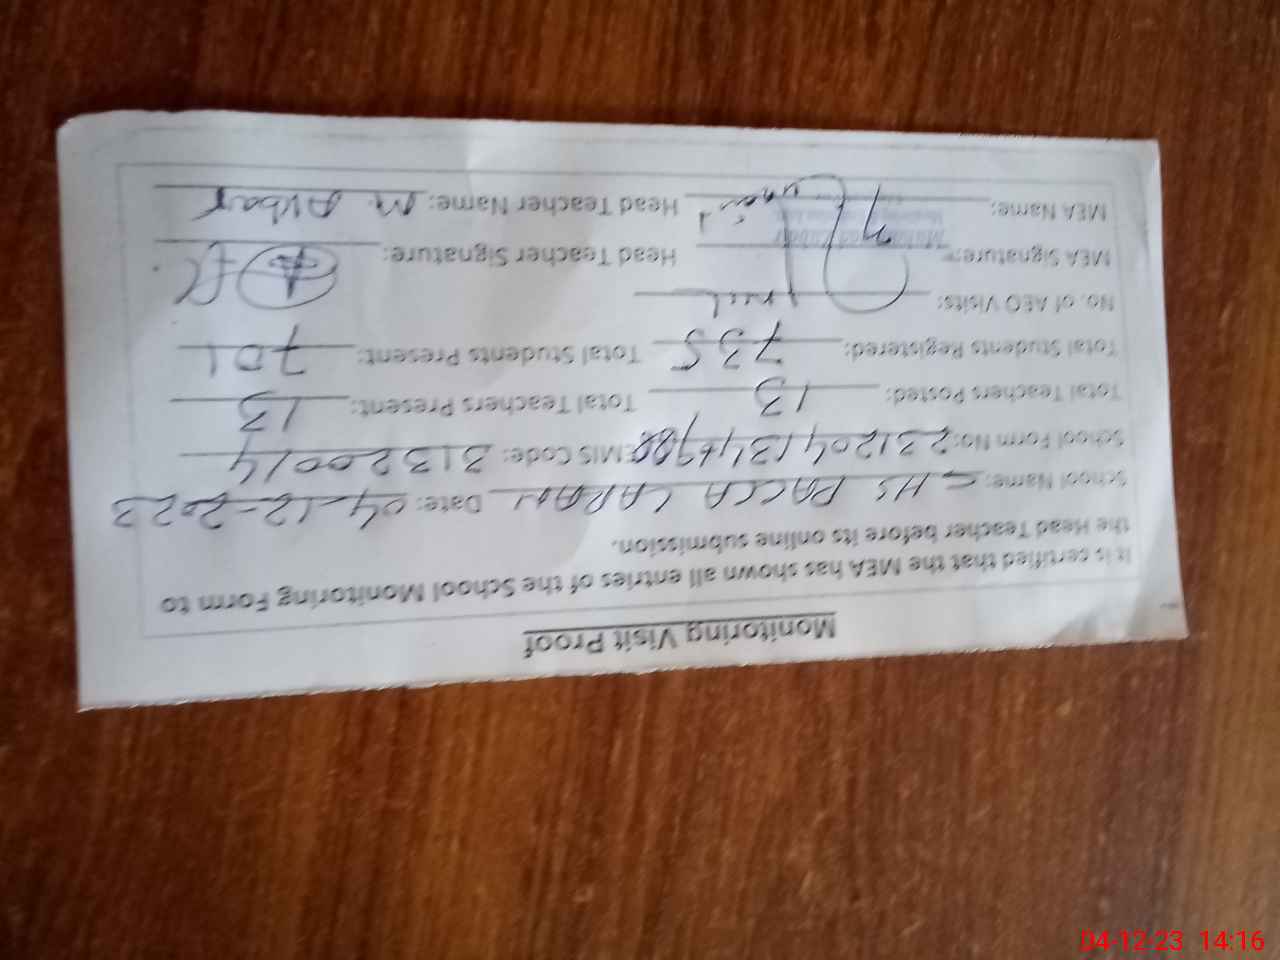 Monitoring Visit Proof
It is certified that the MEA has shown all entries of the School Monitoring Form to
the Head Teacher before its online submission.
School Name: GHS PACCA LARAN Date: 04-12-2023
School Form No: EMIS Code: 31320014
Total Teachers Posted: 13 Total Teachers Present: 13
Total Students Registered: 735 Total Students Present: 701
No. of AEO Visits:
MEA Signature: Head Teacher Signature:
MEA Name: Head Teacher Name: M. Akbar
04-12-23 14:16